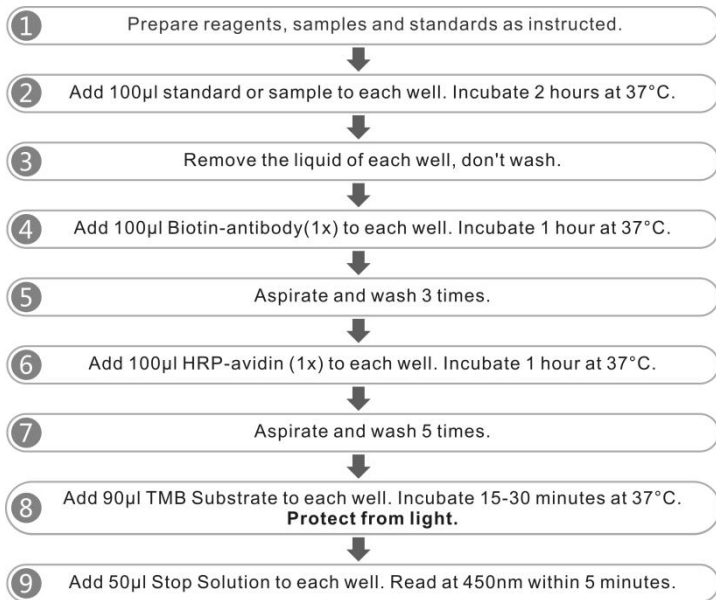 1 Prepare reagents, samples and standards as instructed.
2 Add 100μl standard or sample to each well. Incubate 2 hours at 37°C.
3 Remove the liquid of each well, don't wash.
4 Add 100μl Biotin-antibody(1x) to each well. Incubate 1 hour at 37°C.
5 Aspirate and wash 3 times.
6 Add 100μl HRP-avidin (1x) to each well. Incubate 1 hour at 37°C.
7 Aspirate and wash 5 times.
8 Add 90μl TMB Substrate to each well. Incubate 15-30 minutes at 37°C.
Protect from light.
9 Add 50μl Stop Solution to each well. Read at 450nm within 5 minutes.